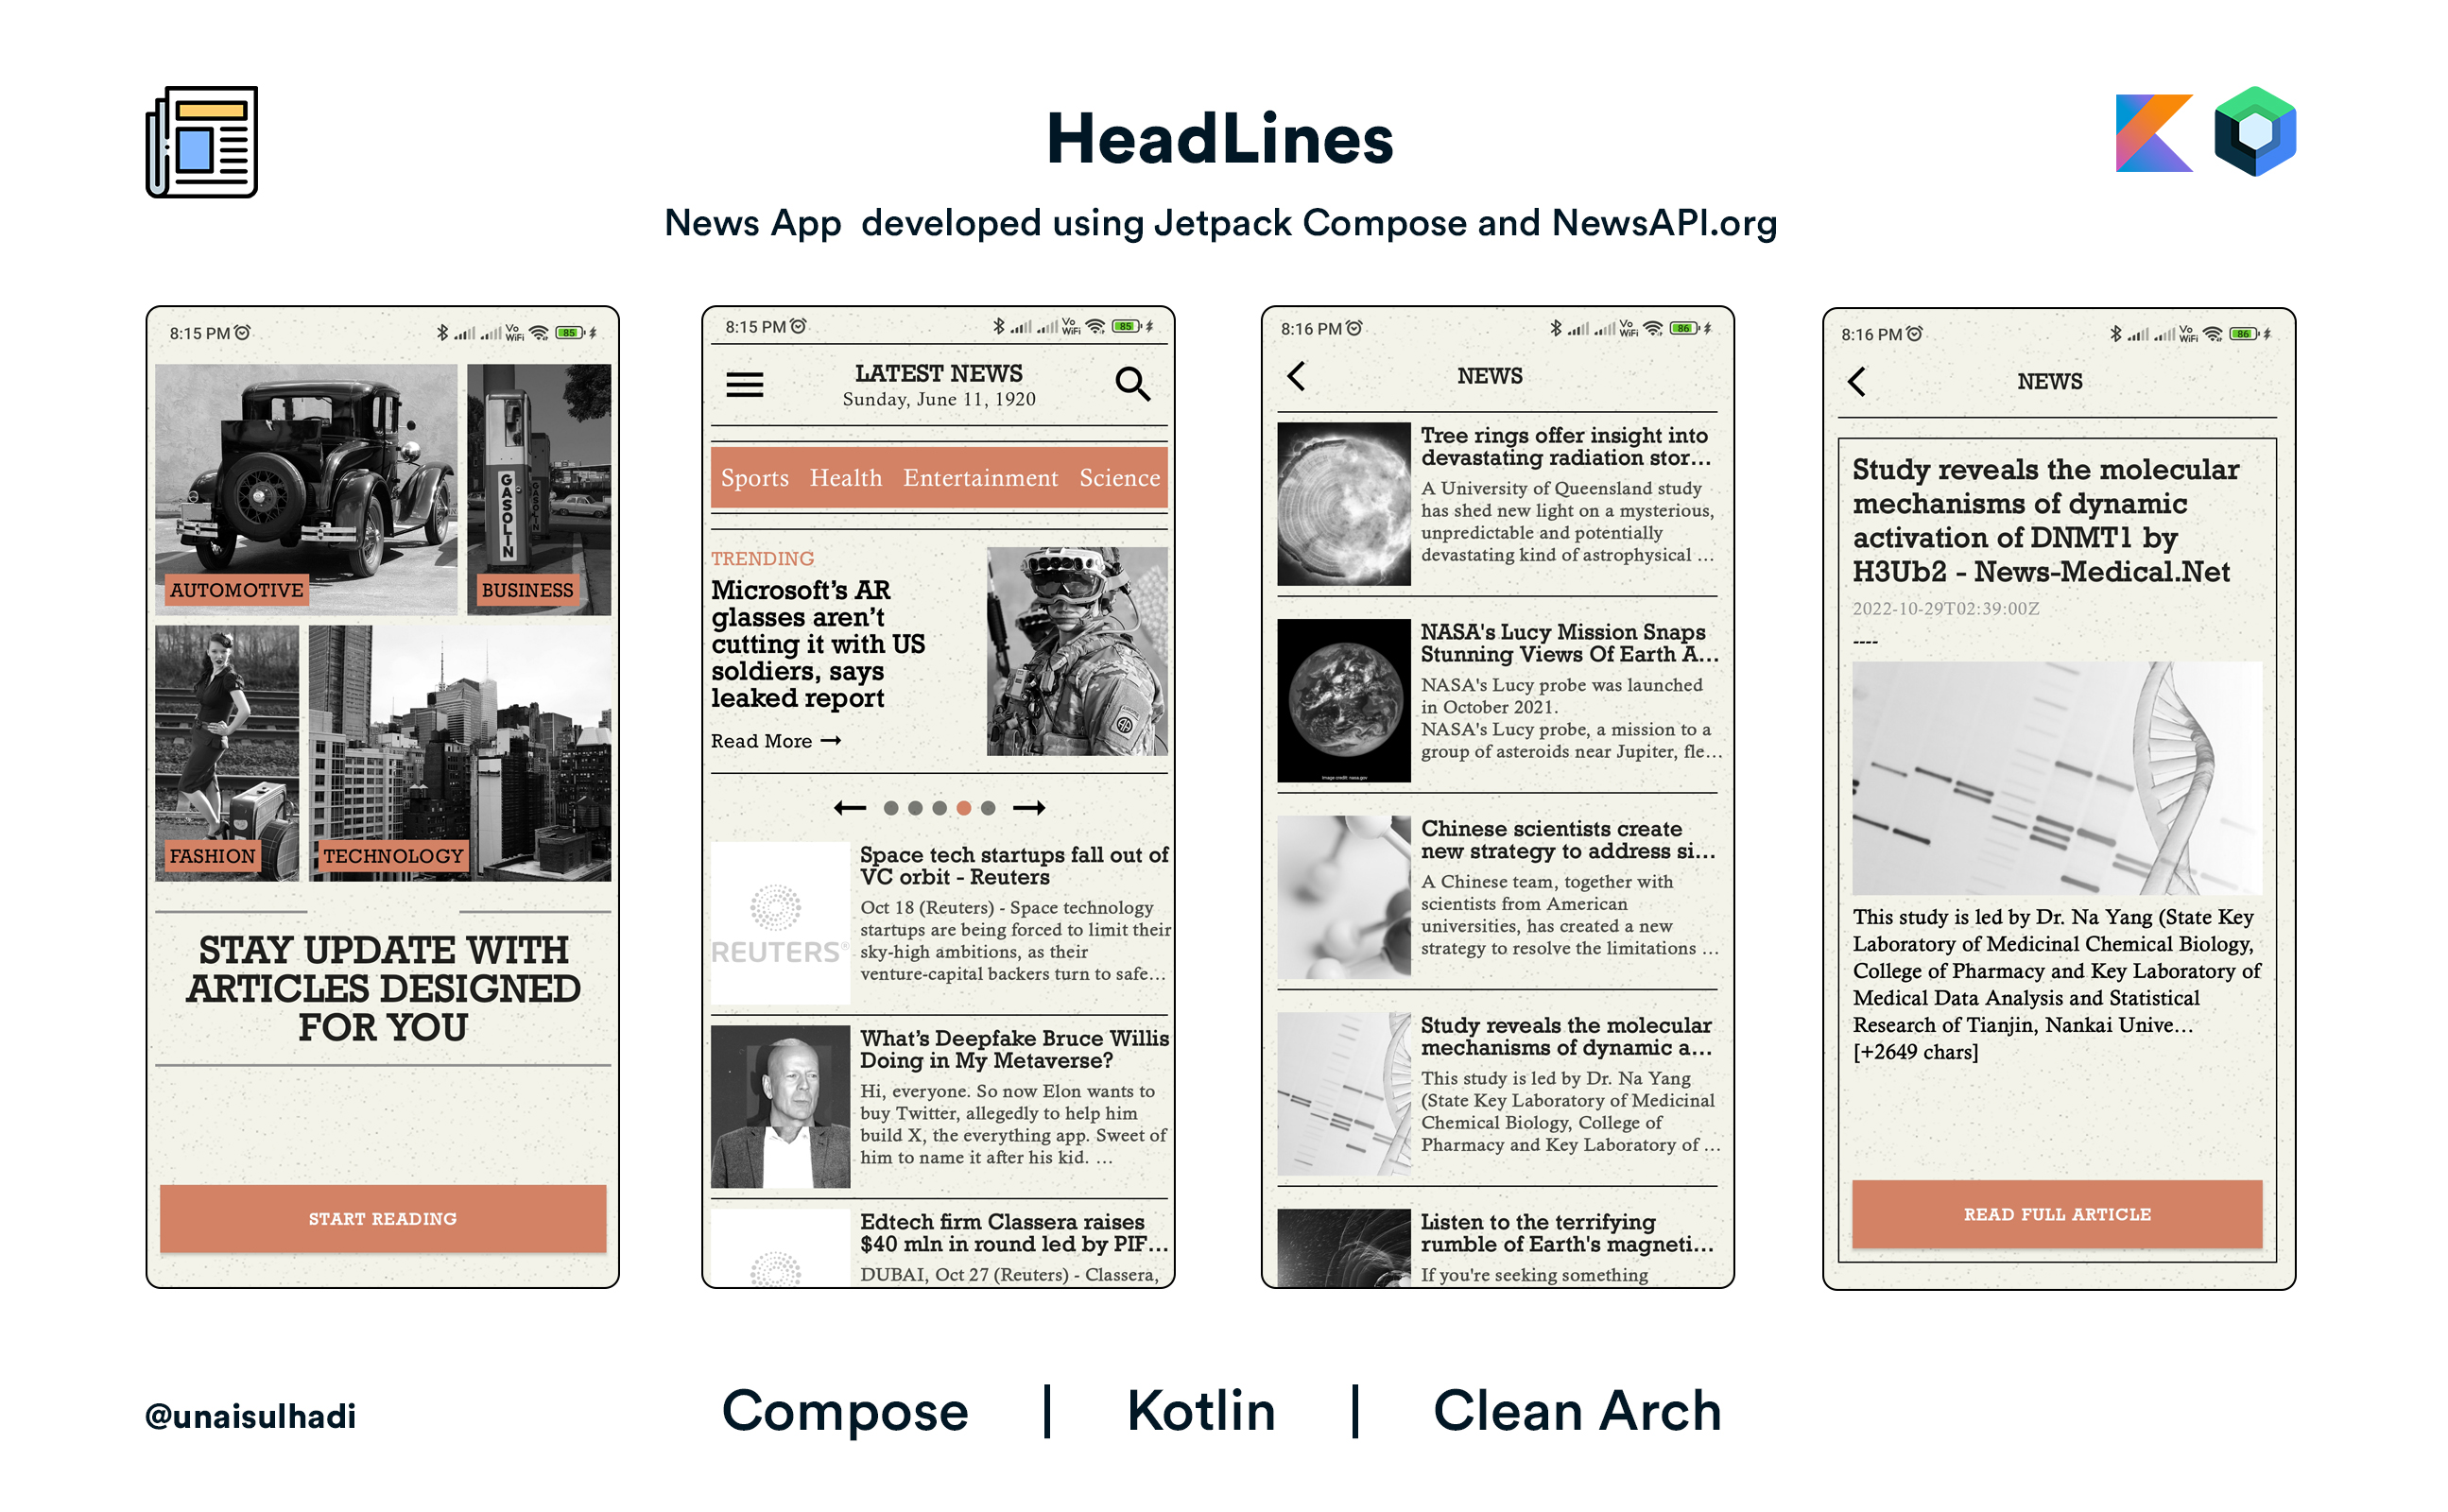 HeadLines
News App developed using Jetpack Compose and NewsAPI.org
8:15 PM
Vo
WiFi
85
GASOLIN
GASOLIN
AUTOMOTIVE
BUSINESS
FASHION
TECHNOLOGY
STAY UPDATE WITH
ARTICLES DESIGNED
FOR YOU
START READING
8:15 PM
Vo
WiFi
85
LATEST NEWS
Sunday, June 11, 1920
Sports Health Entertainment Science
TRENDING
Microsoft’s AR
glasses aren’t
cutting it with US
soldiers, says
leaked report
Read More →
Space tech startups fall out of
VC orbit - Reuters
Oct 18 (Reuters) - Space technology
startups are being forced to limit their
sky-high ambitions, as their
venture-capital backers turn to safe...
REUTERS®
What’s Deepfake Bruce Willis
Doing in My Metaverse?
Hi, everyone. So now Elon wants to
buy Twitter, allegedly to help him
build X, the everything app. Sweet of
him to name it after his kid. ...
Edtech firm Classera raises
$40 mln in round led by PIF...
DUBAI, Oct 27 (Reuters) - Classera,
8:16 PM
Vo
WiFi
86
NEWS
Tree rings offer insight into
devastating radiation stor...
A University of Queensland study
has shed new light on a mysterious,
unpredictable and potentially
devastating kind of astrophysical ...
NASA's Lucy Mission Snaps
Stunning Views Of Earth A...
NASA's Lucy probe was launched
in October 2021.
NASA's Lucy probe, a mission to a
group of asteroids near Jupiter, fle...
Image credit: nasa.gov
Chinese scientists create
new strategy to address si...
A Chinese team, together with
scientists from American
universities, has created a new
strategy to resolve the limitations ...
Study reveals the molecular
mechanisms of dynamic a...
This study is led by Dr. Na Yang
(State Key Laboratory of Medicinal
Chemical Biology, College of
Pharmacy and Key Laboratory of ...
Listen to the terrifying
rumble of Earth's magneti...
If you're seeking something
8:16 PM
Vo
WiFi
86
NEWS
Study reveals the molecular
mechanisms of dynamic
activation of DNMT1 by
H3Ub2 - News-Medical.Net
2022-10-29T02:39:00Z
----
This study is led by Dr. Na Yang (State Key
Laboratory of Medicinal Chemical Biology,
College of Pharmacy and Key Laboratory of
Medical Data Analysis and Statistical
Research of Tianjin, Nankai Unive...
[+2649 chars]
READ FULL ARTICLE
@unaisulhadi
Compose | Kotlin | Clean Arch